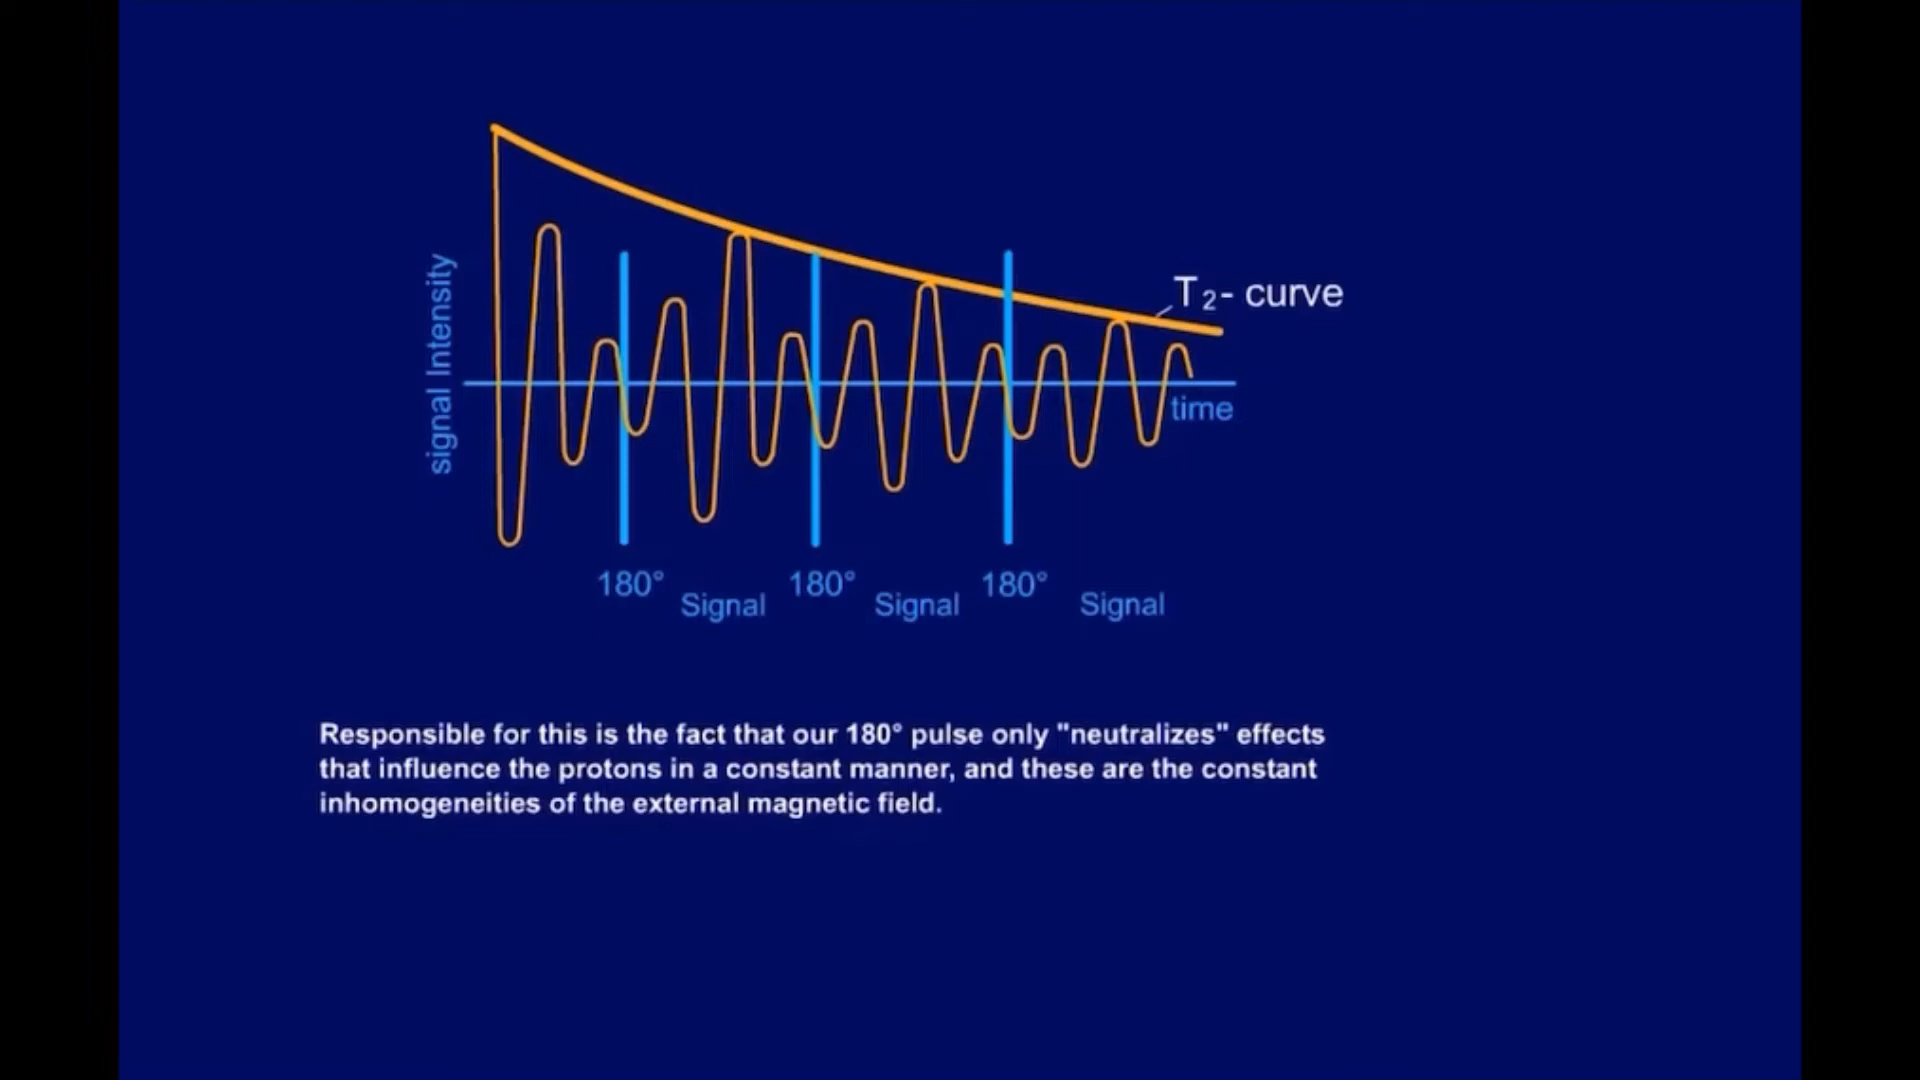 signal Intensity
T₂- curve
time
180° Signal 180° Signal 180° Signal
Responsible for this is the fact that our 180° pulse only "neutralizes" effects
that influence the protons in a constant manner, and these are the constant
inhomogeneities of the external magnetic field.